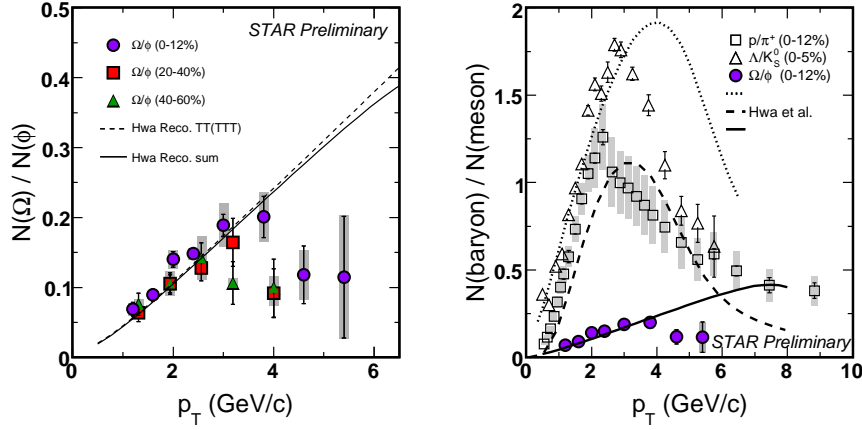 STAR Preliminary
Ω/ϕ (0-12%)
Ω/ϕ (20-40%)
Ω/ϕ (40-60%)
Hwa Reco. TT(TTT)
Hwa Reco. sum
N(Ω) / N(ϕ)
0.5
0.4
0.3
0.2
0.1
0
0 2 4 6
p_T (GeV/c)
p/π⁺ (0-12%)
Λ/K⁰_S (0-5%)
Ω/ϕ (0-12%)
Hwa et al.
N(baryon) / N(meson)
2
1.5
1
0.5
0
STAR Preliminary
0 2 4 6 8 10
p_T (GeV/c)